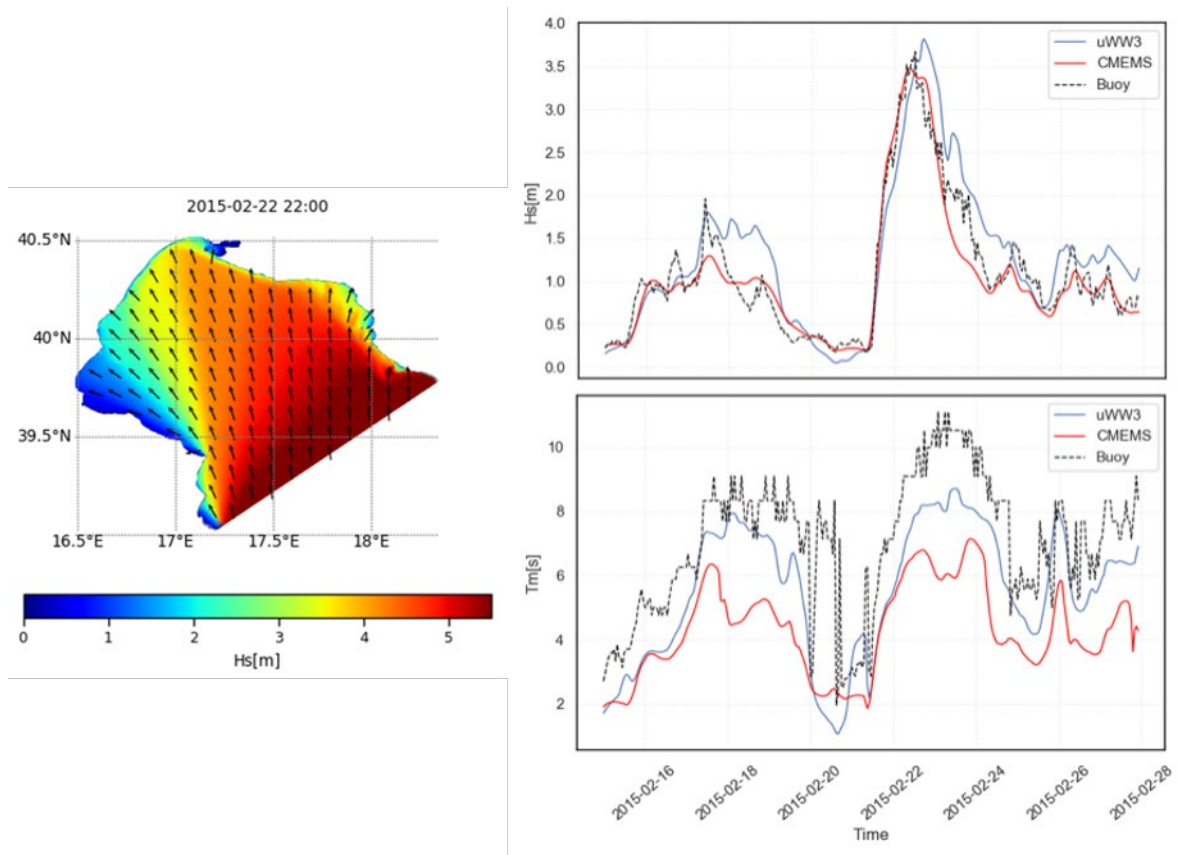 2015-02-22 22:00
40.5°N
40°N
39.5°N
16.5°E 17°E 17.5°E 18°E
0 1 2 3 4 5
Hs[m]
4.0
3.5
3.0
2.5
2.0
1.5
1.0
0.5
0.0
Hs[m]
uWW3
CMEMS
Buoy
10
8
6
4
2
Tm[s]
uWW3
CMEMS
Buoy
2015-02-16 2015-02-18 2015-02-20 2015-02-22 2015-02-24 2015-02-26 2015-02-28
Time